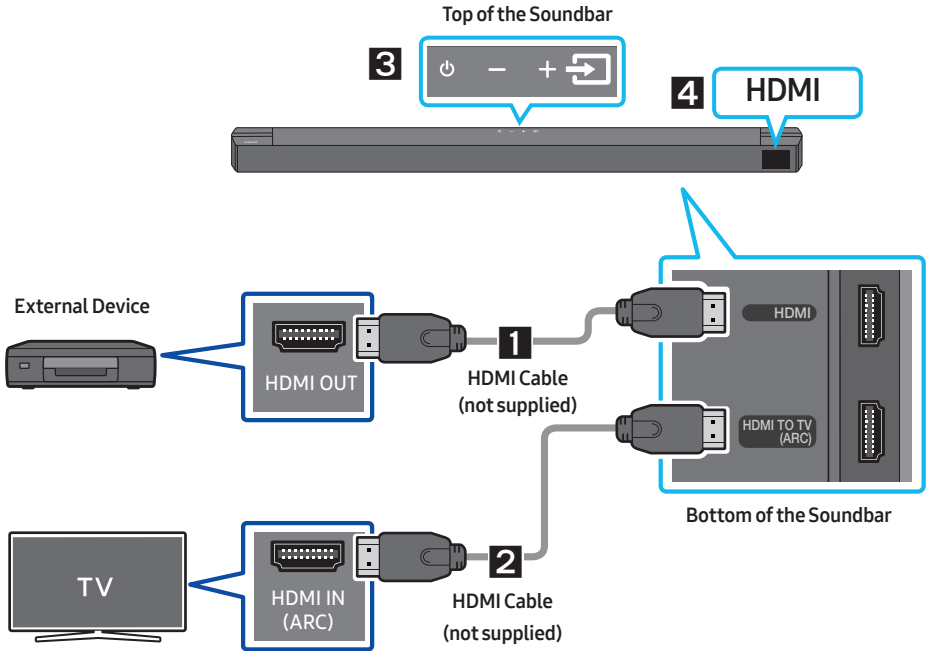 Top of the Soundbar
3
4
HDMI
External Device
HDMI OUT
1
HDMI Cable
(not supplied)
HDMI
HDMI TO TV
(ARC)
Bottom of the Soundbar
TV
HDMI IN
(ARC)
2
HDMI Cable
(not supplied)